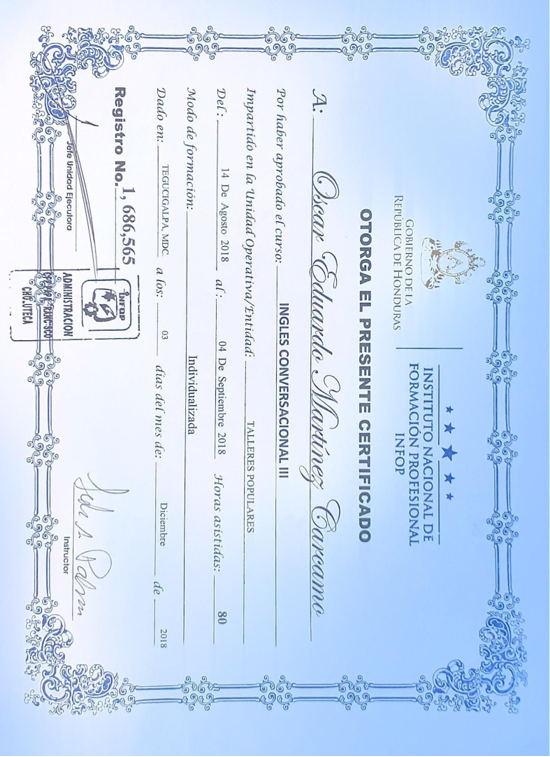 GOBIERNO DE LA
REPÚBLICA DE HONDURAS
INSTITUTO NACIONAL DE
FORMACIÓN PROFESIONAL
INFOP
OTORGA EL PRESENTE CERTIFICADO
A: Oscar Eduardo Martínez Carcamo
Por haber aprobado el curso: INGLES CONVERSACIONAL III
Impartido en la Unidad Operativa/Entidad: TALLERES POPULARES
Del : 14 De Agosto 2018 al : 04 De Septiembre 2018 Horas asistidas: 80
Modo de formación: Individualizada
Dado en: TEGUCIGALPA, MDC. a los: 03 días del mes de: Diciembre de 2018
Registro No. 1, 686,565
Jefe Unidad Ejecutora
infop
ADMINISTRACION
CHOLUTECA
Instructor